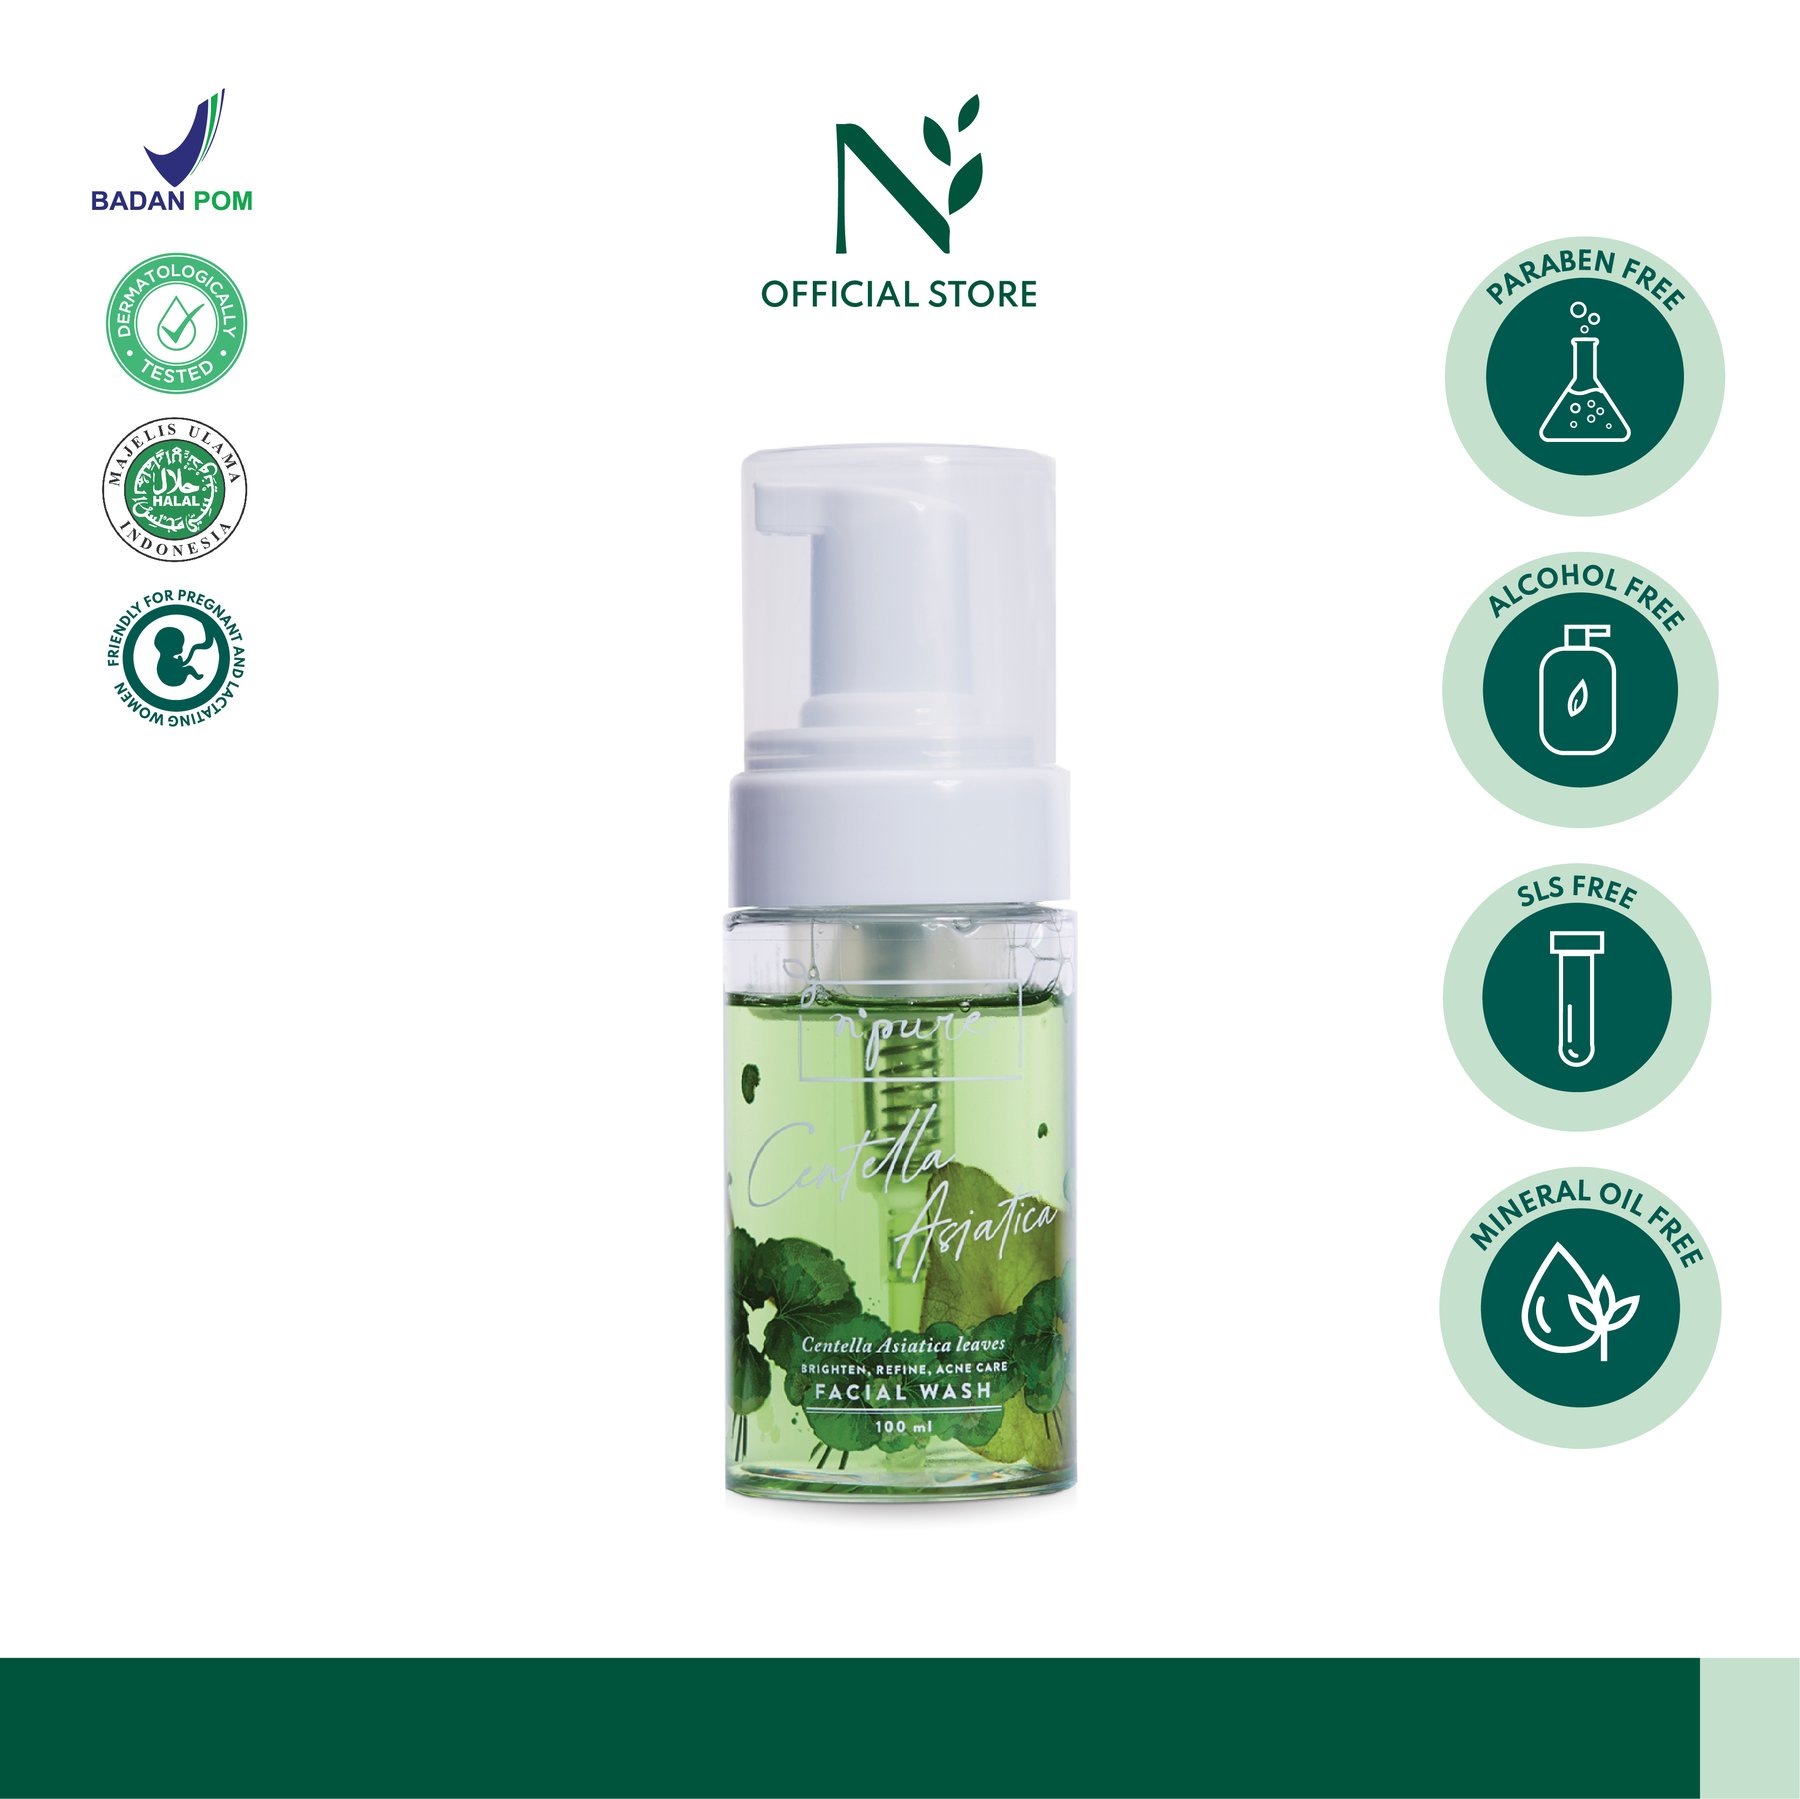 BADAN POM
DERMATOLOGICALLY
TESTED
MAJELIS ULAMA
حلال
HALAL
INDONESIA
FRIENDLY FOR PREGNANT AND LACTATING WOMEN
N
OFFICIAL STORE
n'pure
Centella
Asiatica
Centella Asiatica leaves
BRIGHTEN, REFINE, ACNE CARE
FACIAL WASH
100 ml
PARABEN FREE
ALCOHOL FREE
SLS FREE
MINERAL OIL FREE